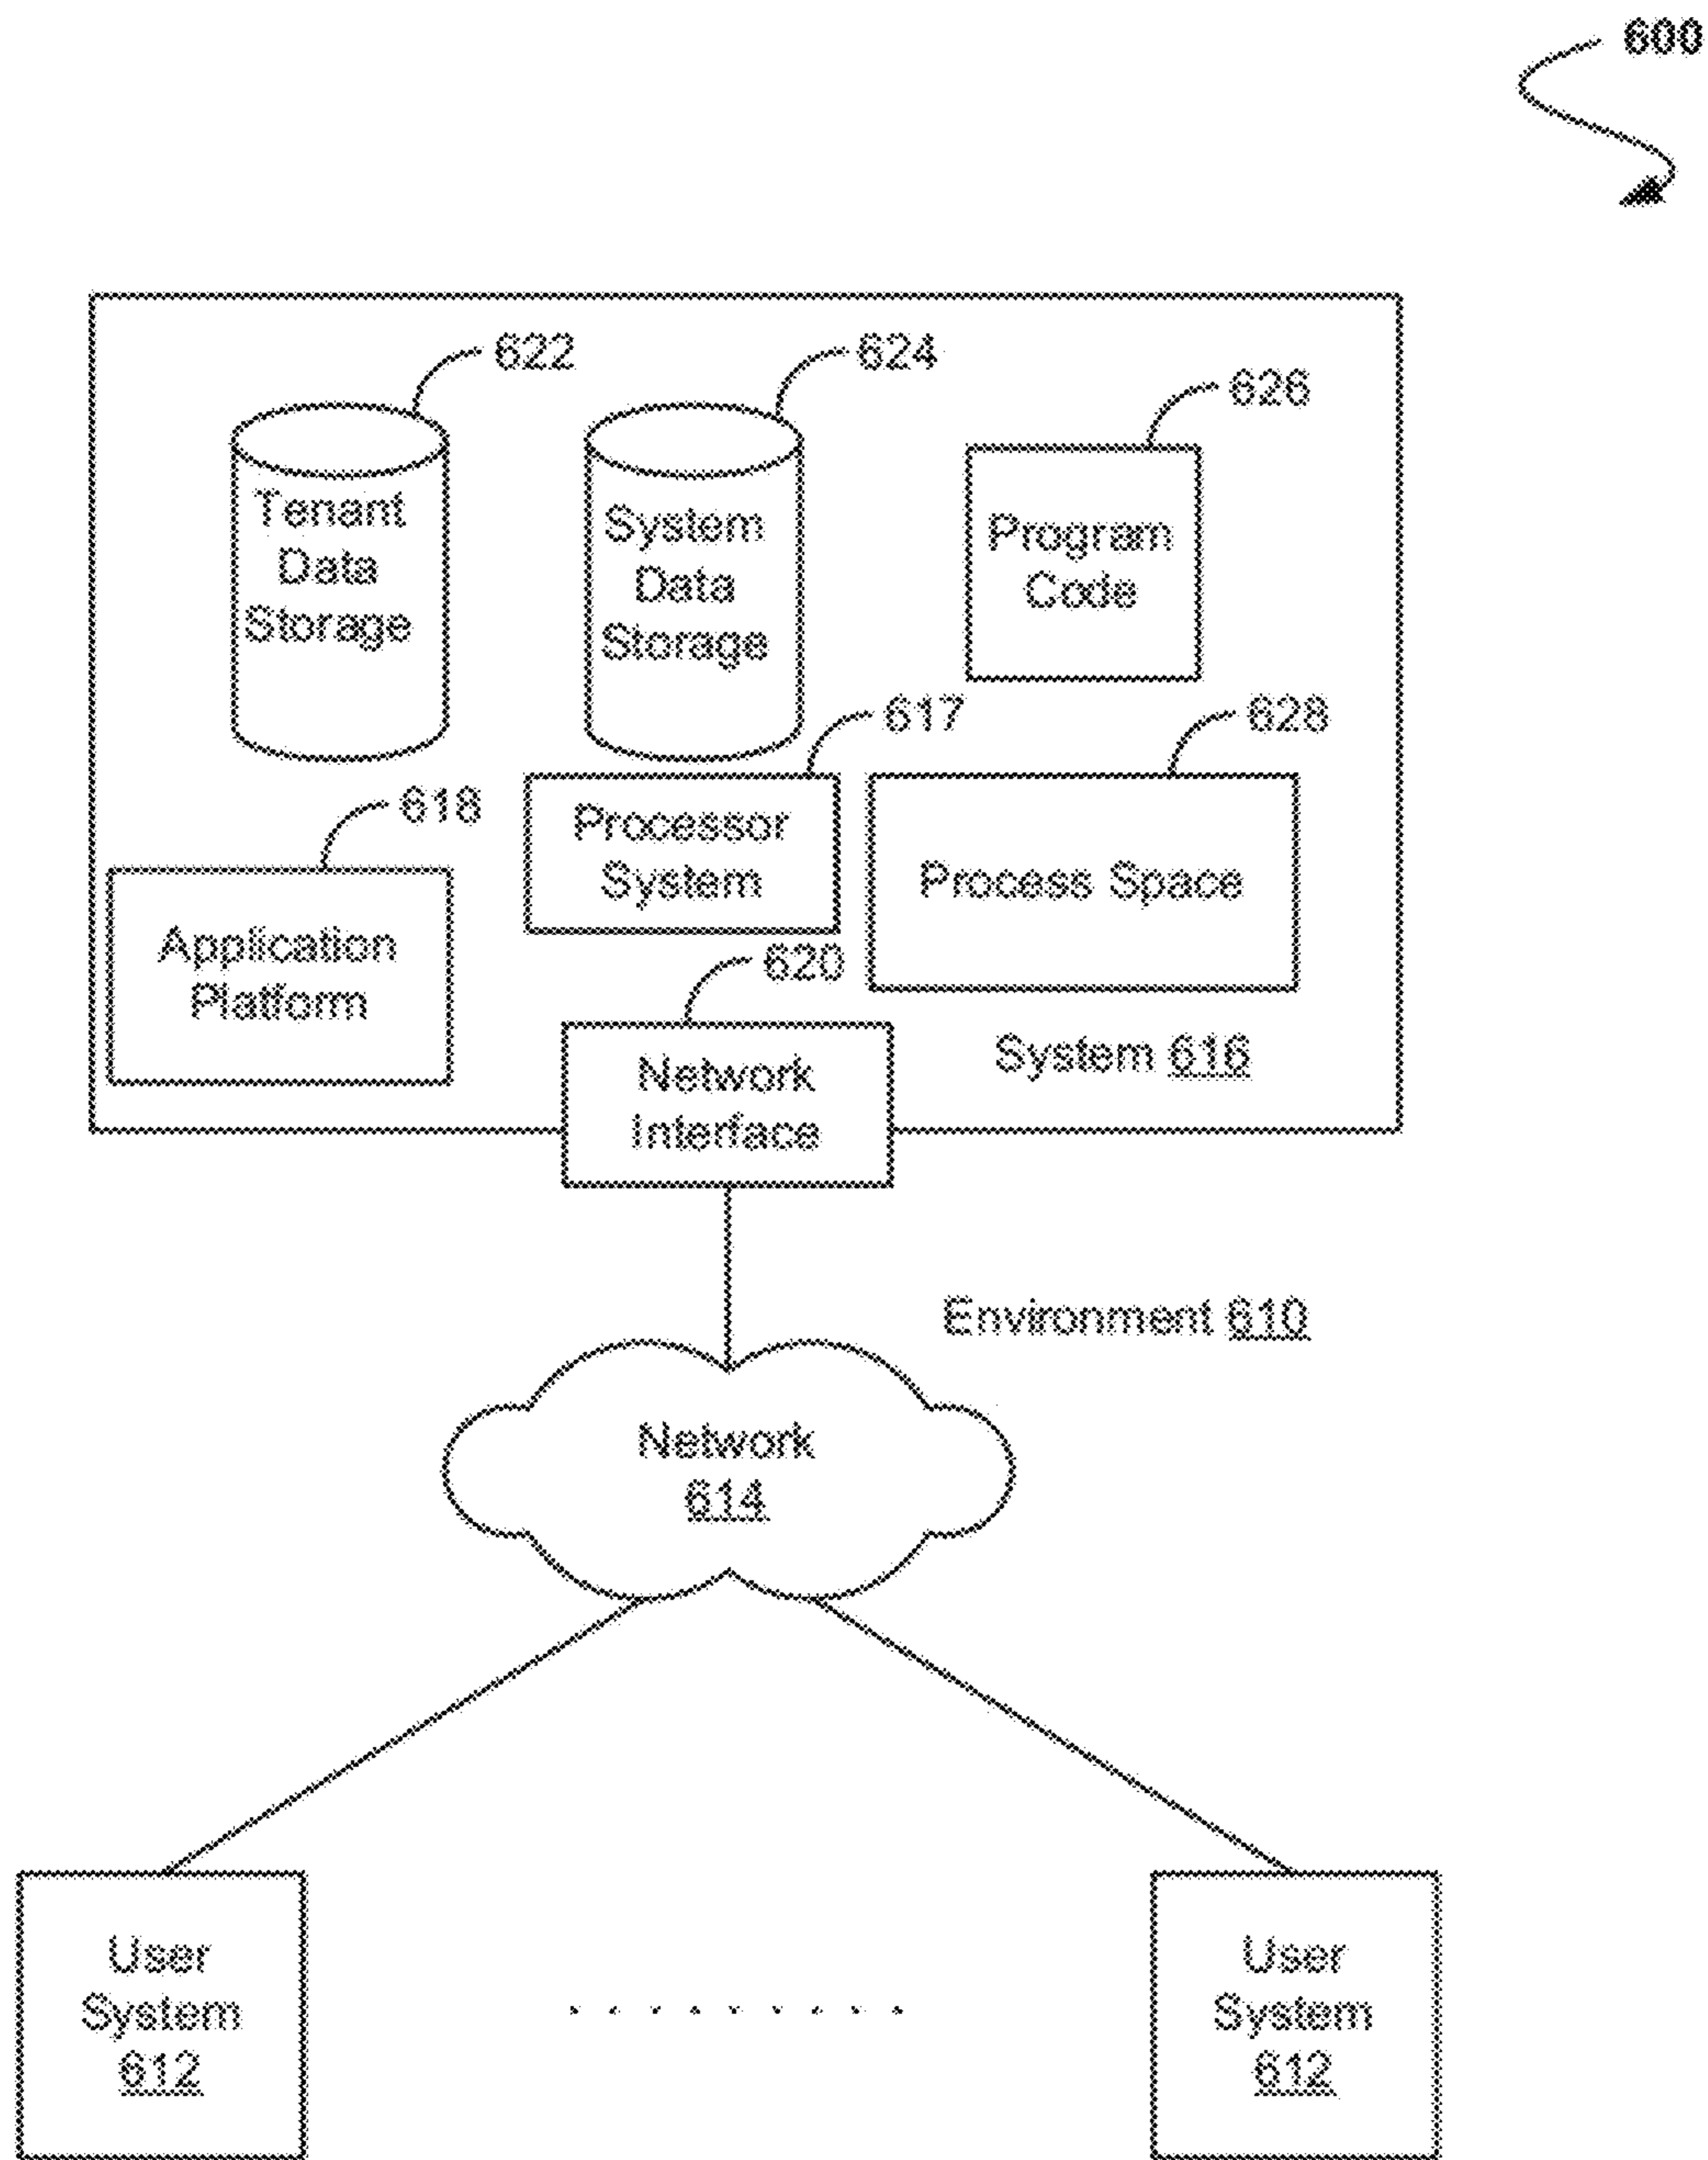 600
622
624
626
Tenant
Data
Storage
System
Data
Storage
Program
Code
617
628
618
Processor
System
Process Space
Application
Platform
620
System 616
Network
Interface
Environment 610
Network
614
User
System
612
.........
User
System
612